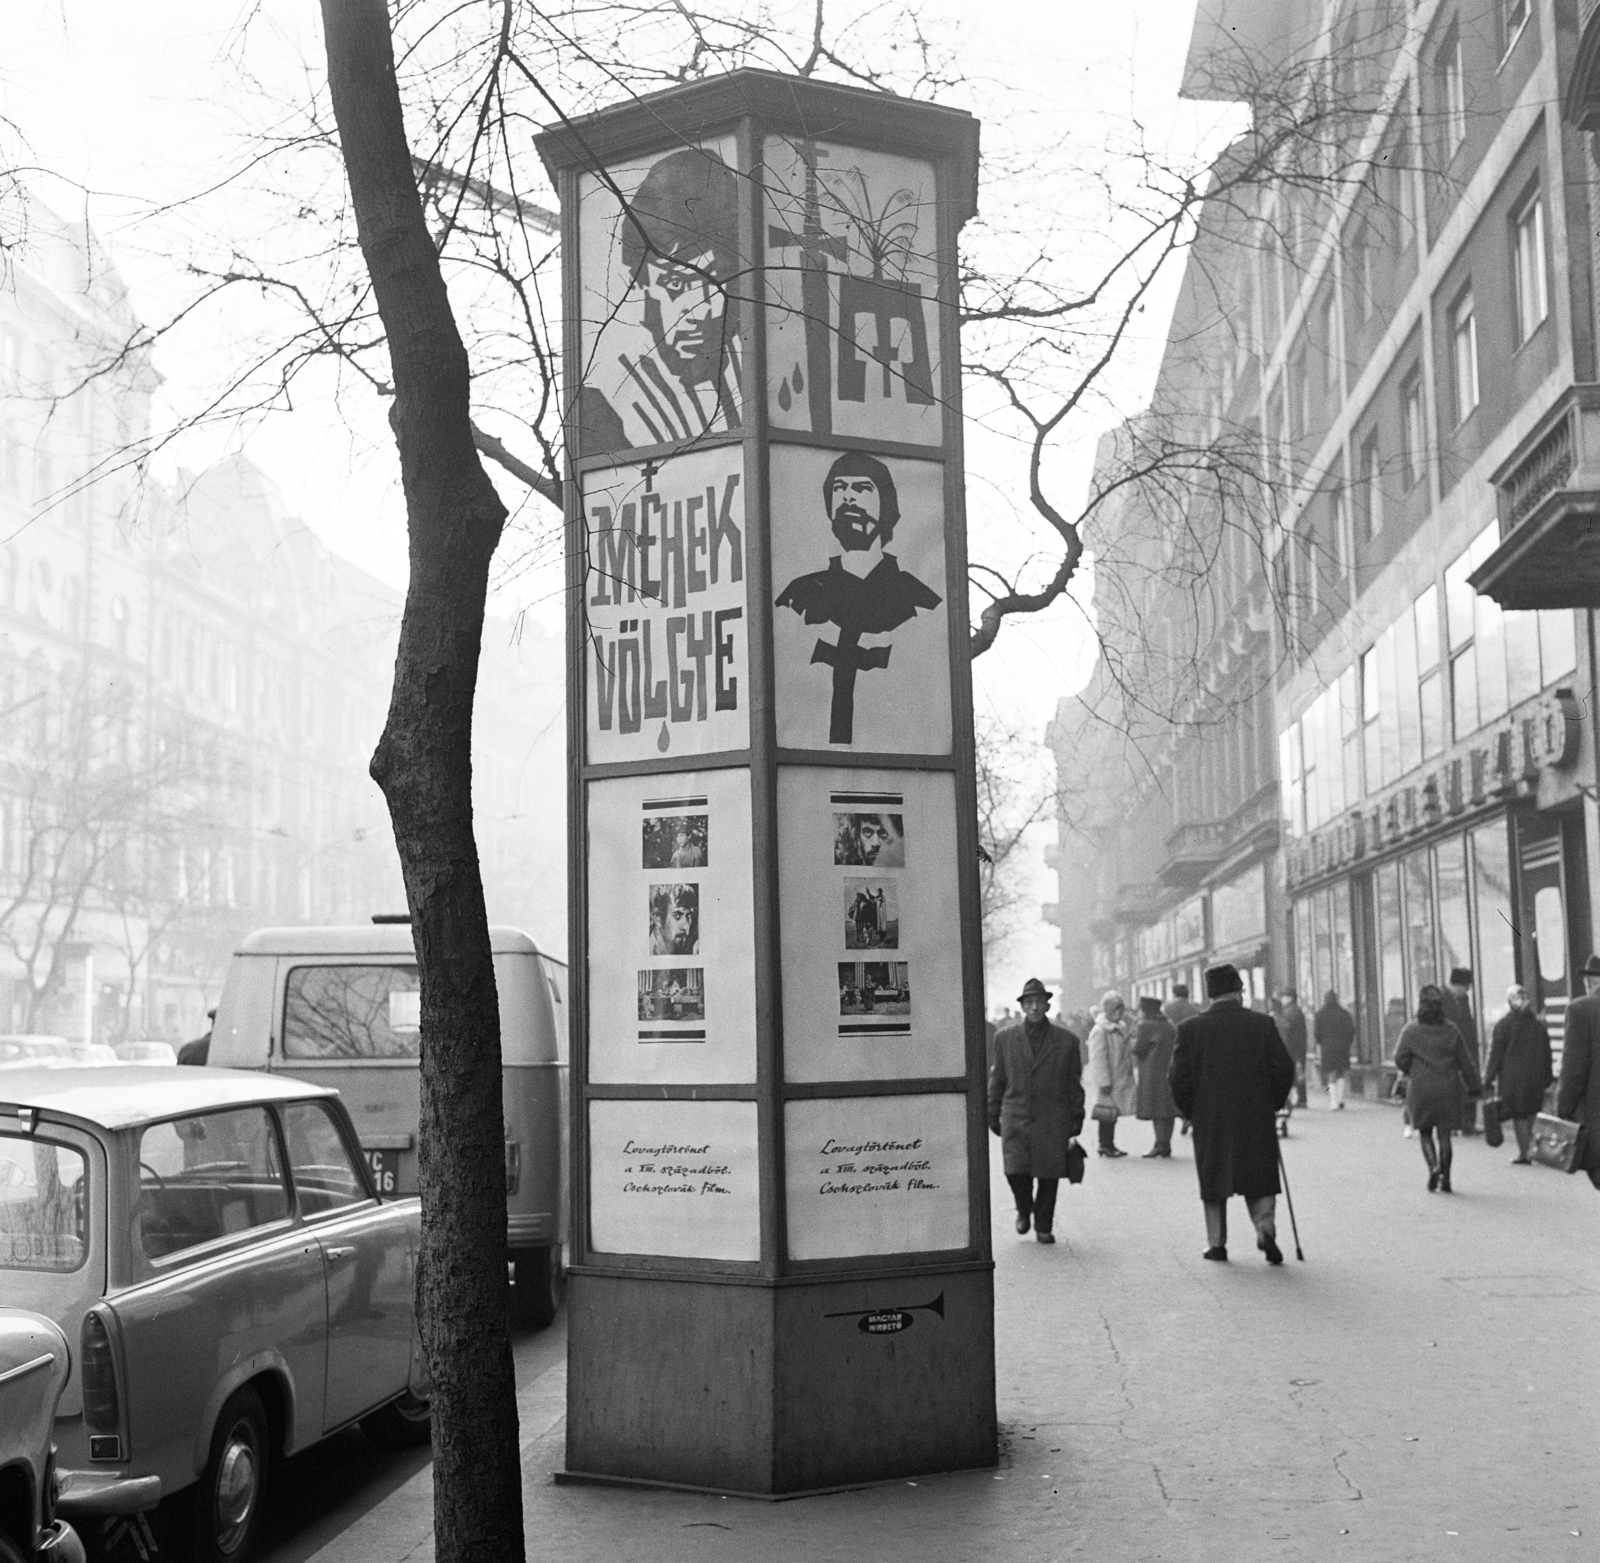 MÉHEK
VÖLGYE
Lovagtörténet
a XIII. századból.
Csehszlovák film.
Lovagtörténet
a XIII. századból.
Csehszlovák film.
MAGYAR
HIRDETŐ